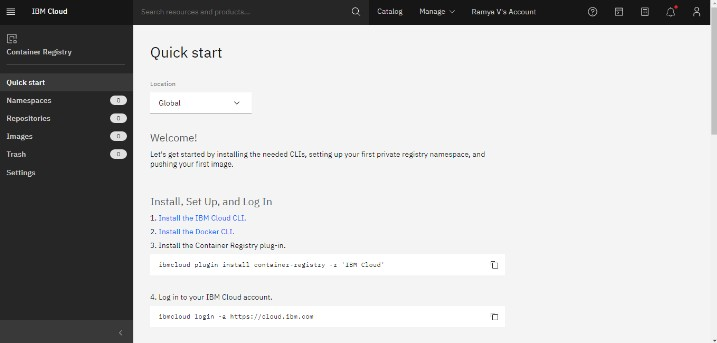 IBM Cloud
Search resources and products...
Catalog
Manage
Ramya V's Account
Container Registry
Quick start
Namespaces 0
Repositories 0
Images 0
Trash 0
Settings
Quick start
Location
Global
Welcome!
Let's get started by installing the needed CLIs, setting up your first private registry namespace, and
pushing your first image.
Install, Set Up, and Log In
1. Install the IBM Cloud CLI.
2. Install the Docker CLI.
3. Install the Container Registry plug-in.
ibmcloud plugin install container-registry -r 'IBM Cloud'
4. Log in to your IBM Cloud account.
ibmcloud login -a https://cloud.ibm.com